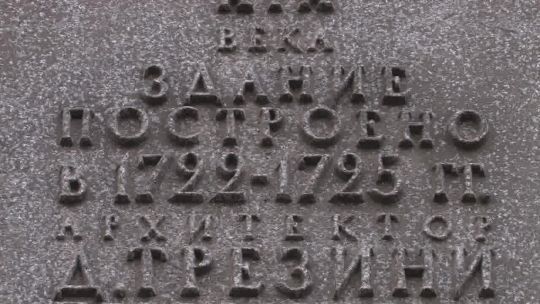 ВЕКА
ЗДАНИЕ
ПОСТРОЕНО
В 1722-1725 ГГ.
АРХИТЕКТОР
Д. ТРЕЗИНИ